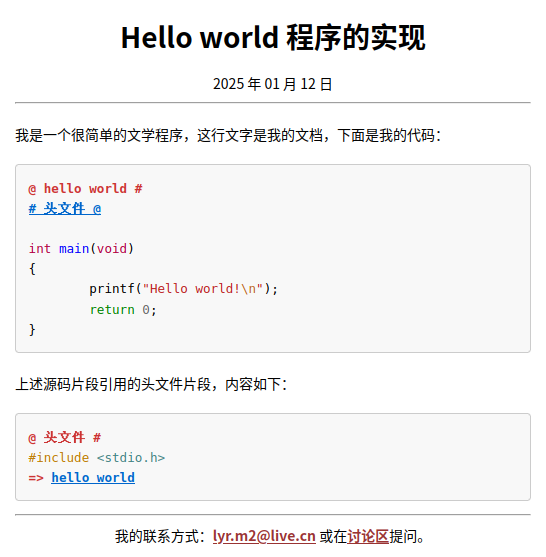 Hello world 程序的实现
2025 年 01 月 12 日
我是一个很简单的文学程序，这行文字是我的文档，下面是我的代码：
@ hello world #
# 头文件 @
int main(void)
{
        printf("Hello world!\n");
        return 0;
}
上述源码片段引用的头文件片段，内容如下：
@ 头文件 #
#include <stdio.h>
=> hello world
我的联系方式：lyr.m2@live.cn 或在讨论区提问。